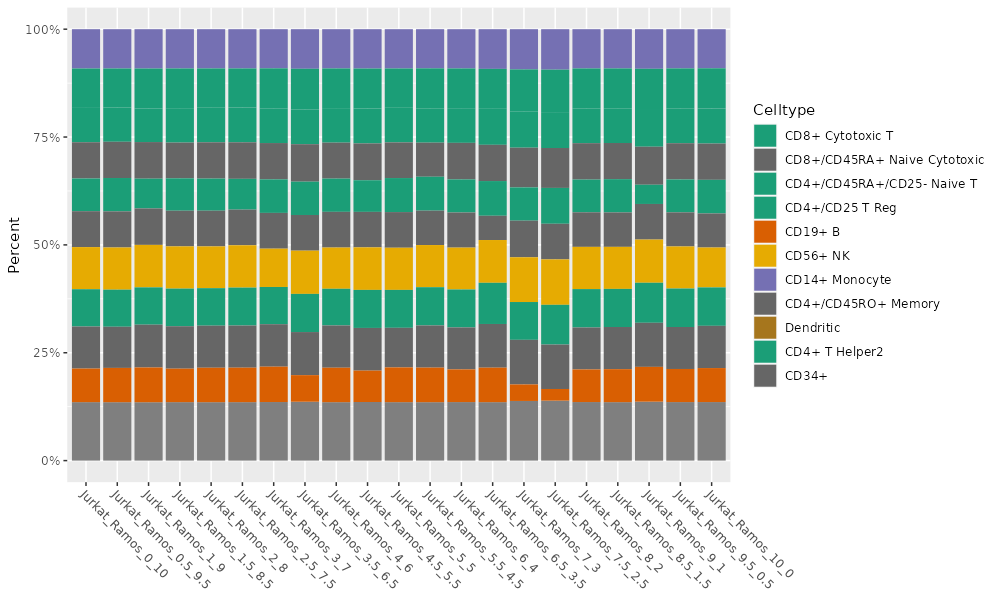 100%
75%
50%
25%
0%
Percent
Jurkat_Ramos_0_10
Jurkat_Ramos_0.5_9.5
Jurkat_Ramos_1_9
Jurkat_Ramos_1.5_8.5
Jurkat_Ramos_2_8
Jurkat_Ramos_2.5_7.5
Jurkat_Ramos_3_7
Jurkat_Ramos_3.5_6.5
Jurkat_Ramos_4_6
Jurkat_Ramos_4.5_5.5
Jurkat_Ramos_5_5
Jurkat_Ramos_5.5_4.5
Jurkat_Ramos_6_4
Jurkat_Ramos_6.5_3.5
Jurkat_Ramos_7_3
Jurkat_Ramos_7.5_2.5
Jurkat_Ramos_8_2
Jurkat_Ramos_8.5_1.5
Jurkat_Ramos_9_1
Jurkat_Ramos_9.5_0.5
Jurkat_Ramos_10_0
Celltype
CD8+ Cytotoxic T
CD8+/CD45RA+ Naive Cytotoxic
CD4+/CD45RA+/CD25- Naive T
CD4+/CD25 T Reg
CD19+ B
CD56+ NK
CD14+ Monocyte
CD4+/CD45RO+ Memory
Dendritic
CD4+ T Helper2
CD34+